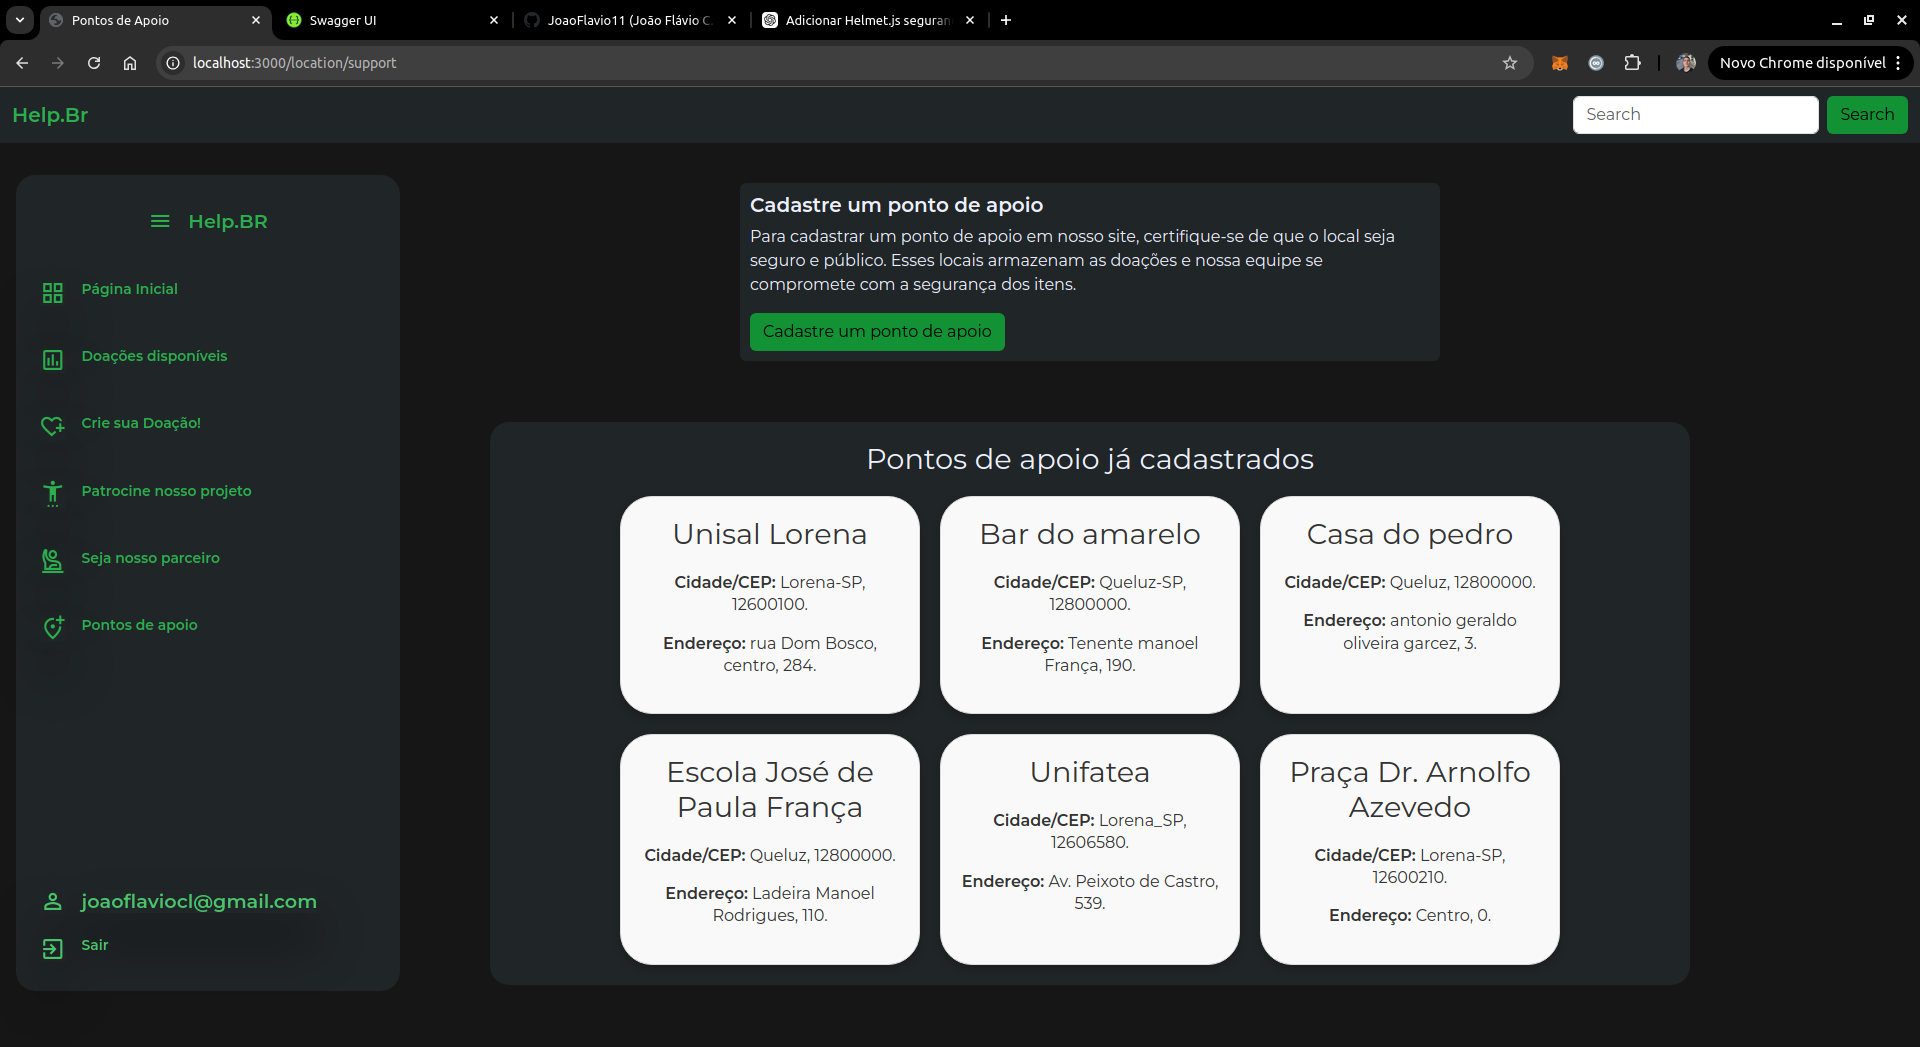 Pontos de Apoio
Swagger UI
JoaoFlavio11 (João Flávio C
Adicionar Helmet.js seguran
localhost:3000/location/support
Novo Chrome disponível
Help.Br
Search
Search
Help.BR
Página Inicial
Doações disponíveis
Crie sua Doação!
Patrocine nosso projeto
Seja nosso parceiro
Pontos de apoio
joaoflaviocl@gmail.com
Sair
Cadastre um ponto de apoio
Para cadastrar um ponto de apoio em nosso site, certifique-se de que o local seja
seguro e público. Esses locais armazenam as doações e nossa equipe se
compromete com a segurança dos itens.
Cadastre um ponto de apoio
Pontos de apoio já cadastrados
Unisal Lorena
Cidade/CEP: Lorena-SP,
12600100.
Endereço: rua Dom Bosco,
centro, 284.
Bar do amarelo
Cidade/CEP: Queluz-SP,
12800000.
Endereço: Tenente manoel
França, 190.
Casa do pedro
Cidade/CEP: Queluz, 12800000.
Endereço: antonio geraldo
oliveira garcez, 3.
Escola José de
Paula França
Cidade/CEP: Queluz, 12800000.
Endereço: Ladeira Manoel
Rodrigues, 110.
Unifatea
Cidade/CEP: Lorena_SP,
12606580.
Endereço: Av. Peixoto de Castro,
539.
Praça Dr. Arnolfo
Azevedo
Cidade/CEP: Lorena-SP,
12600210.
Endereço: Centro, 0.